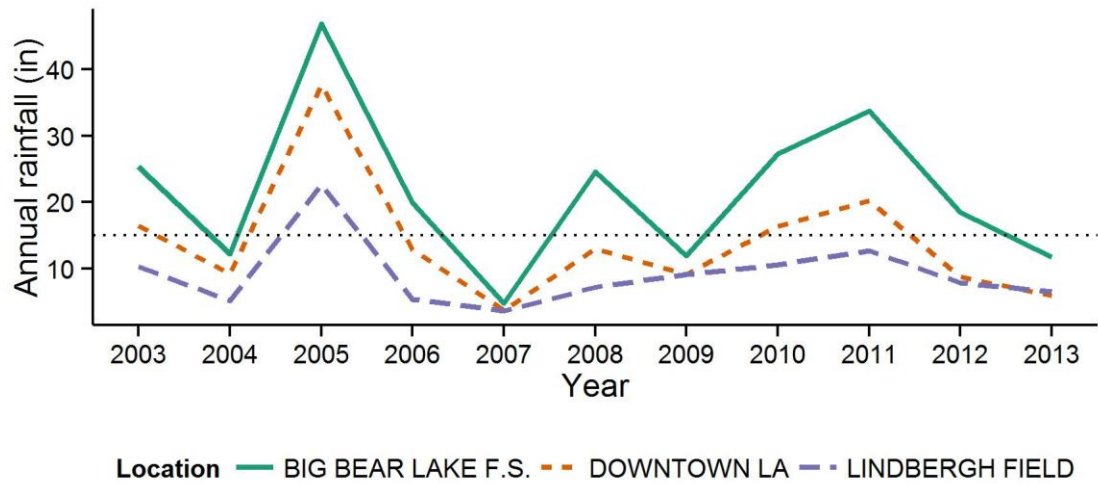 Annual rainfall (in)
40
30
20
10
2003 2004 2005 2006 2007 2008 2009 2010 2011 2012 2013
Year
Location BIG BEAR LAKE F.S. DOWNTOWN LA LINDBERGH FIELD